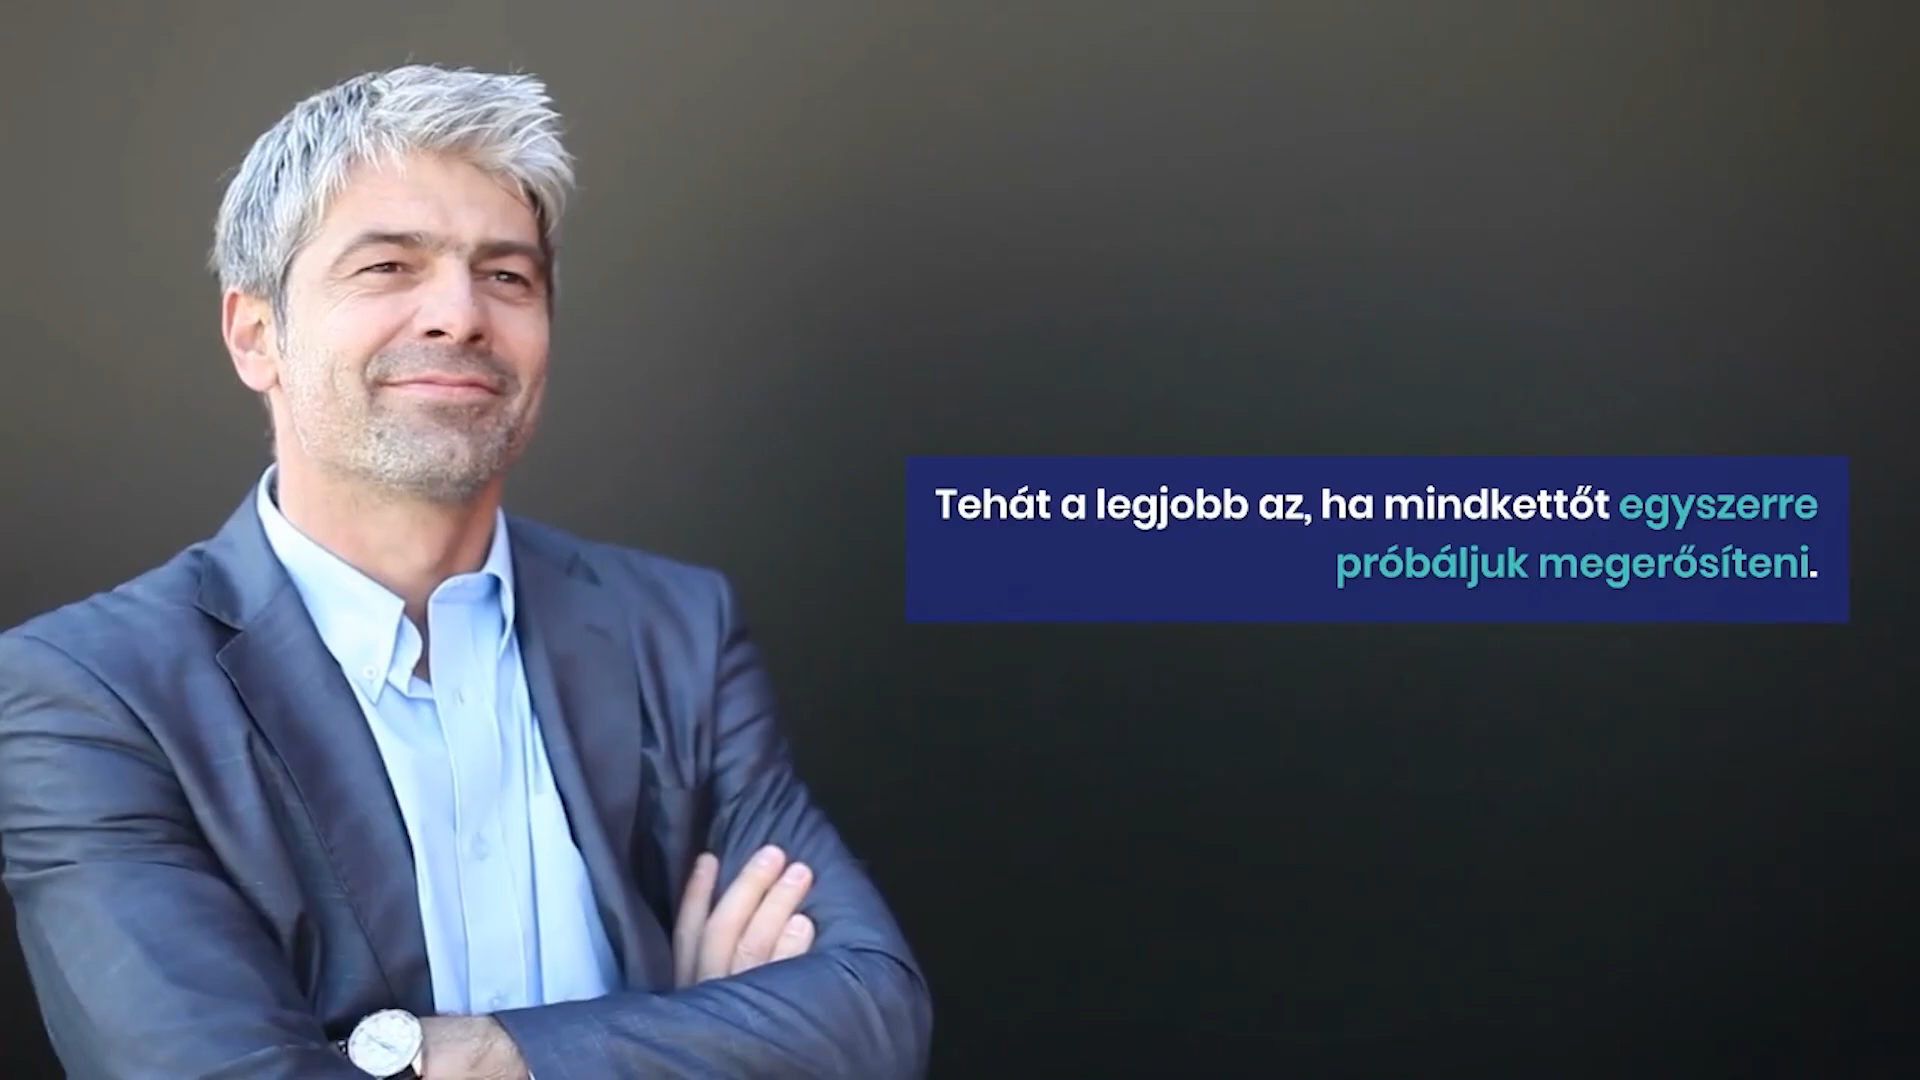 Tehát a legjobb az, ha mindkettőt egyszerre
próbáljuk megerősíteni.